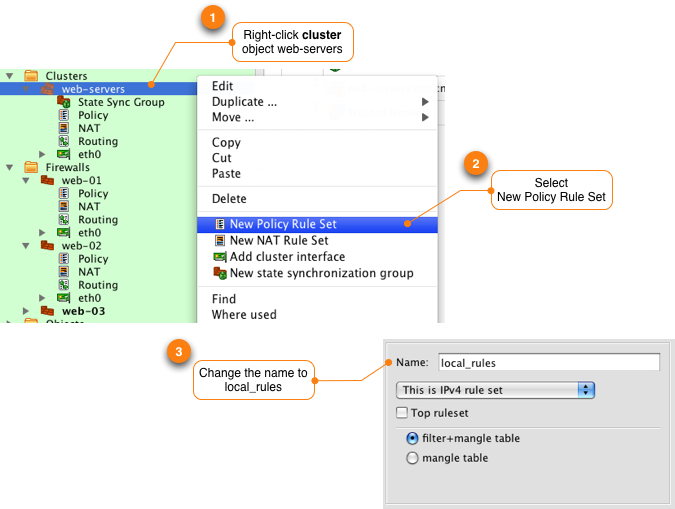 1
Right-click cluster
object web-servers
Clusters
web-servers
State Sync Group
Policy
NAT
Routing
eth0
Firewalls
web-01
Policy
NAT
Routing
eth0
web-02
Policy
NAT
Routing
eth0
web-03
Objects
Edit
Duplicate ...
Move ...
Copy
Cut
Paste
Delete
New Policy Rule Set
New NAT Rule Set
Add cluster interface
New state synchronization group
Find
Where used
2
Select
New Policy Rule Set
3
Change the name to
local_rules
Name: local_rules
This is IPv4 rule set
Top ruleset
filter+mangle table
mangle table